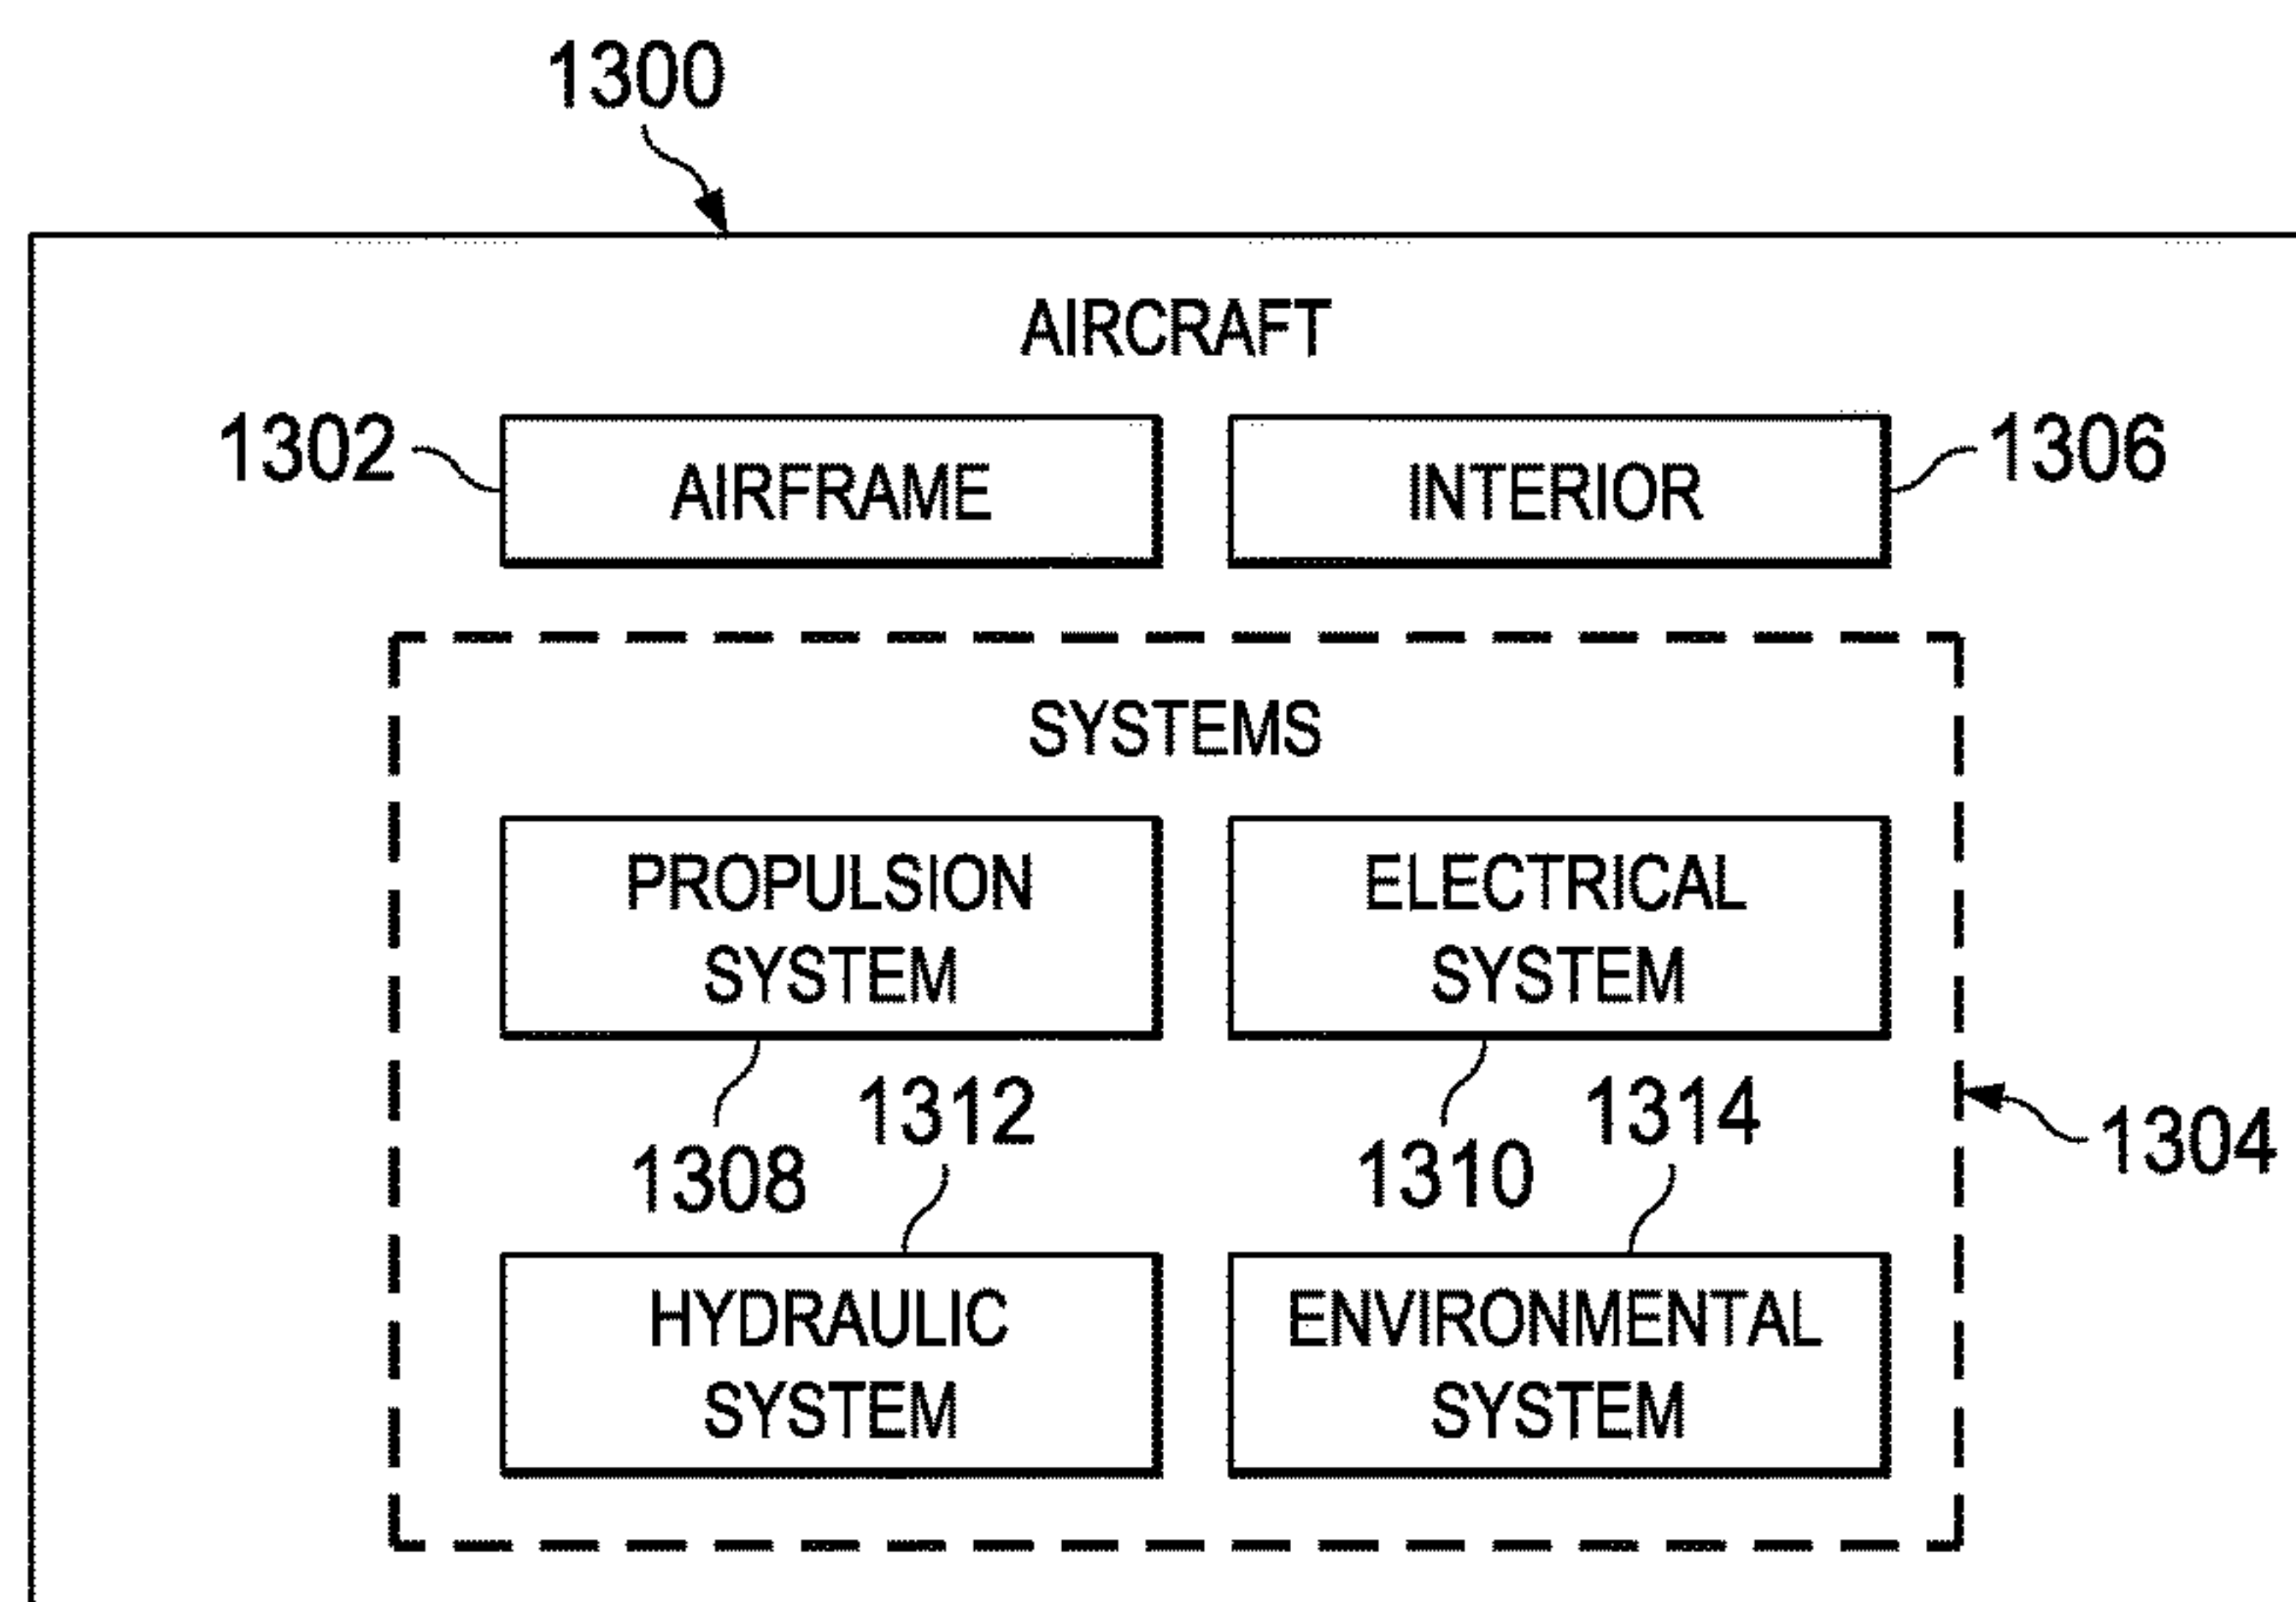 1300
AIRCRAFT
1302
AIRFRAME
INTERIOR
1306
SYSTEMS
PROPULSION
SYSTEM
ELECTRICAL
SYSTEM
1308
1312
1310
1314
1304
HYDRAULIC
SYSTEM
ENVIRONMENTAL
SYSTEM